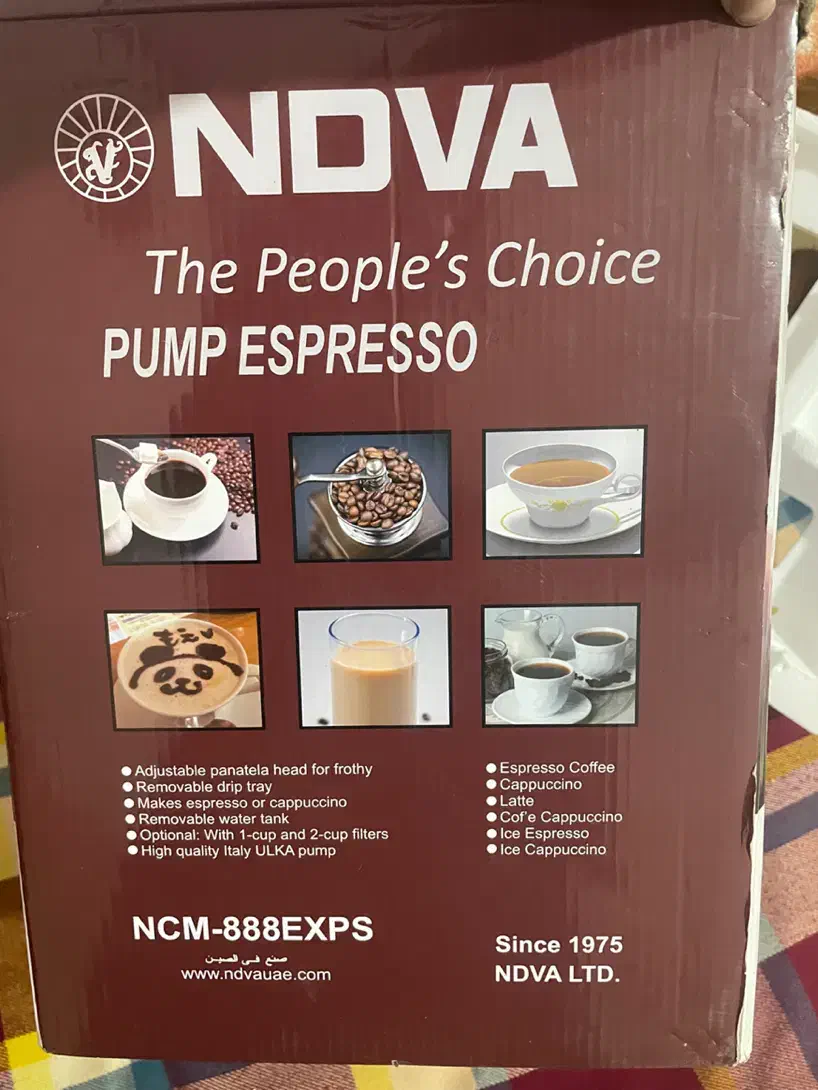 NDVA
The People's Choice
PUMP ESPRESSO
もえ
Adjustable panatela head for frothy
Removable drip tray
Makes espresso or cappuccino
Removable water tank
Optional: With 1-cup and 2-cup filters
High quality Italy ULKA pump
Espresso Coffee
Cappuccino
Latte
Cof'e Cappuccino
Ice Espresso
Ice Cappuccino
NCM-888EXPS
صنع في الصين
www.ndvauae.com
Since 1975
NDVA LTD.